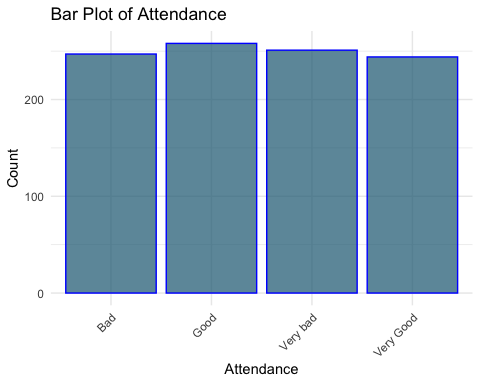 Bar Plot of Attendance
Count
200
100
0
Bad
Good
Very bad
Very Good
Attendance